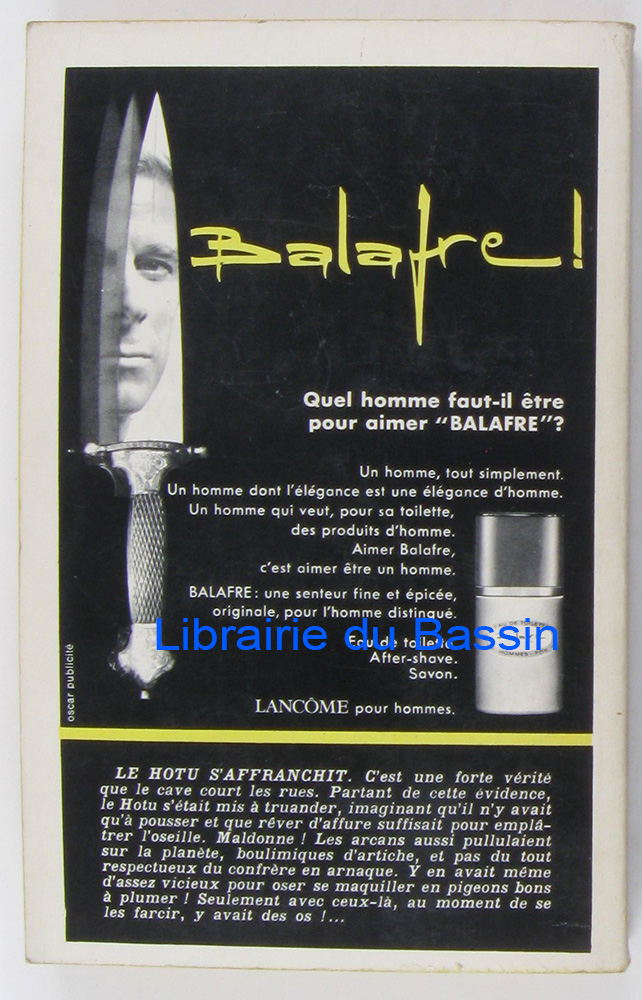 Balafre!
Quel homme faut-il être
pour aimer "BALAFRE"?
Un homme, tout simplement.
Un homme dont l'élégance est une élégance d'homme.
Un homme qui veut, pour sa toilette,
des produits d'homme.
Aimer Balafre,
c'est aimer être un homme.
BALAFRE: une senteur fine et épicée,
originale, pour l'homme distingué.
Librairie du Bassin
Eau de toilette.
After-shave.
Savon.
EAU DE TOILETTE
LANCÔME pour hommes.
oscar publicité
LE HOTU S'AFFRANCHIT. C'est une forte vérité
que le cave court les rues. Partant de cette évidence,
le Hotu s'était mis à truander, imaginant qu'il n'y avait
qu'à pousser et que rêver d'affure suffisait pour emplâ-
trer l'oseille. Maldonne ! Les arcans aussi pullulaient
sur la planète, boulimiques d'artiche, et pas du tout
respectueux du confrère en arnaque. Y en avait même
d'assez vicieux pour oser se maquiller en pigeons bons
à plumer ! Seulement avec ceux-là, au moment de se
les farcir, y avait des os !...